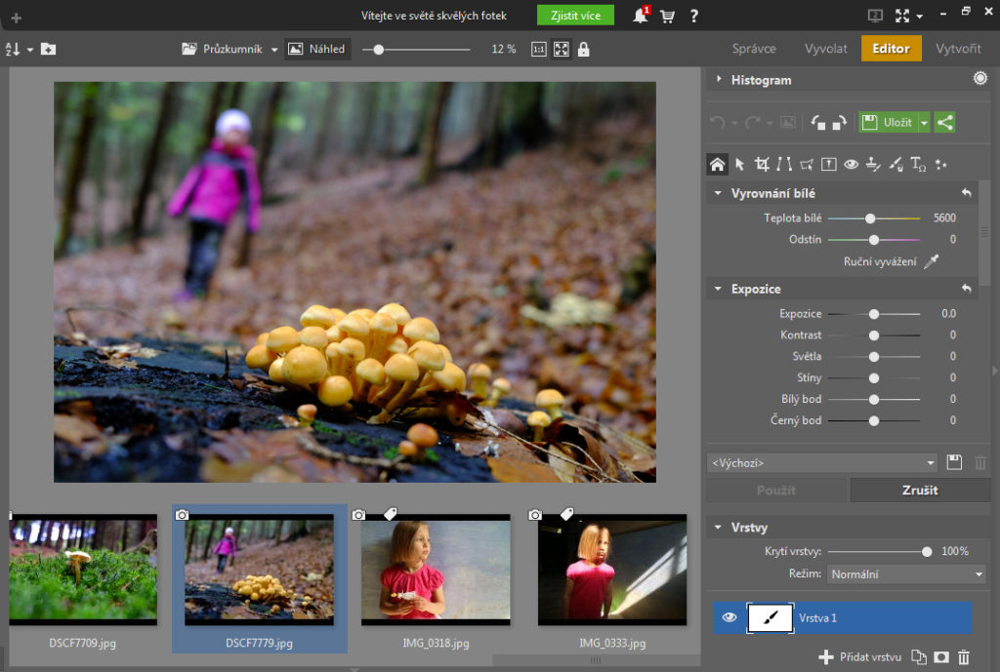 Vítejte ve světě skvělých fotek
Zjistit více
1
?
2
A Z
Průzkumník
Náhled
12 %
1:1
Správce
Vyvolat
Editor
Vytvořit
Histogram
Uložit
Vyrovnání bílé
Teplota bílé 5600
Odstín 0
Ruční vyvážení
Expozice
Expozice 0.0
Kontrast 0
Světla 0
Stíny 0
Bílý bod 0
Černý bod 0
<Výchozí>
Použít
Zrušit
Vrstvy
Krytí vrstvy: 100%
Režim: Normální
Vrstva 1
Přidat vrstvu
DSCF7709.jpg
DSCF7779.jpg
IMG_0318.jpg
IMG_0333.jpg